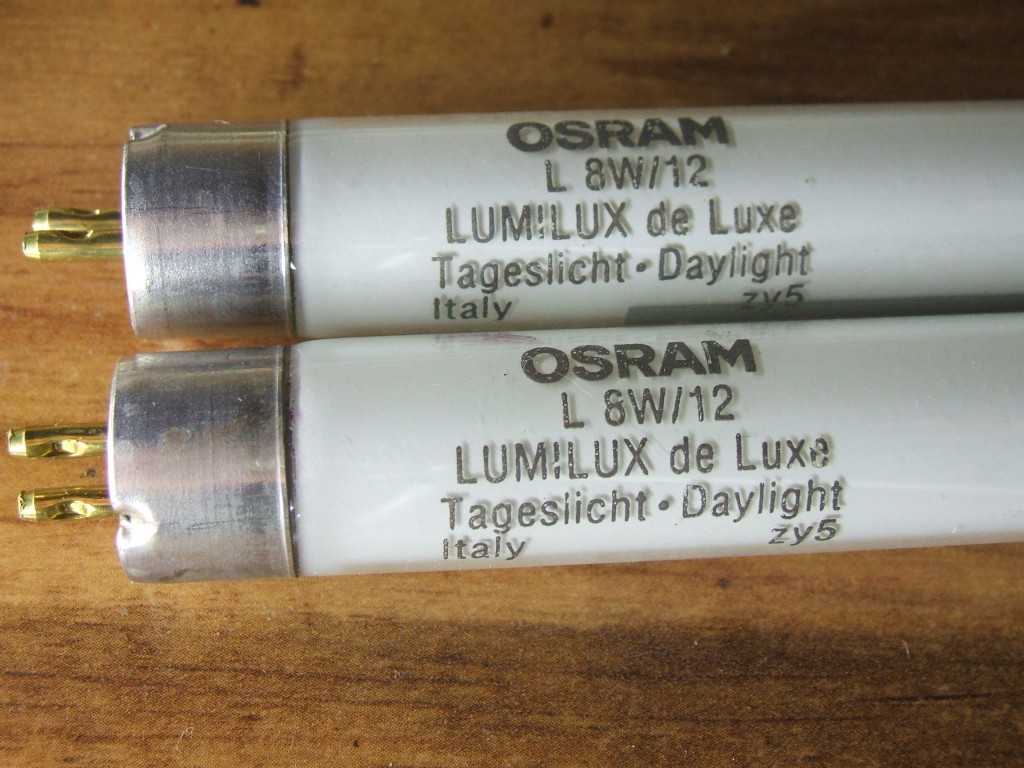 OSRAM
L 8W/12
LUMILUX de Luxe
Tageslicht • Daylight
Italy zy5
OSRAM
L 8W/12
LUMILUX de Luxe
Tageslicht • Daylight
Italy zy5